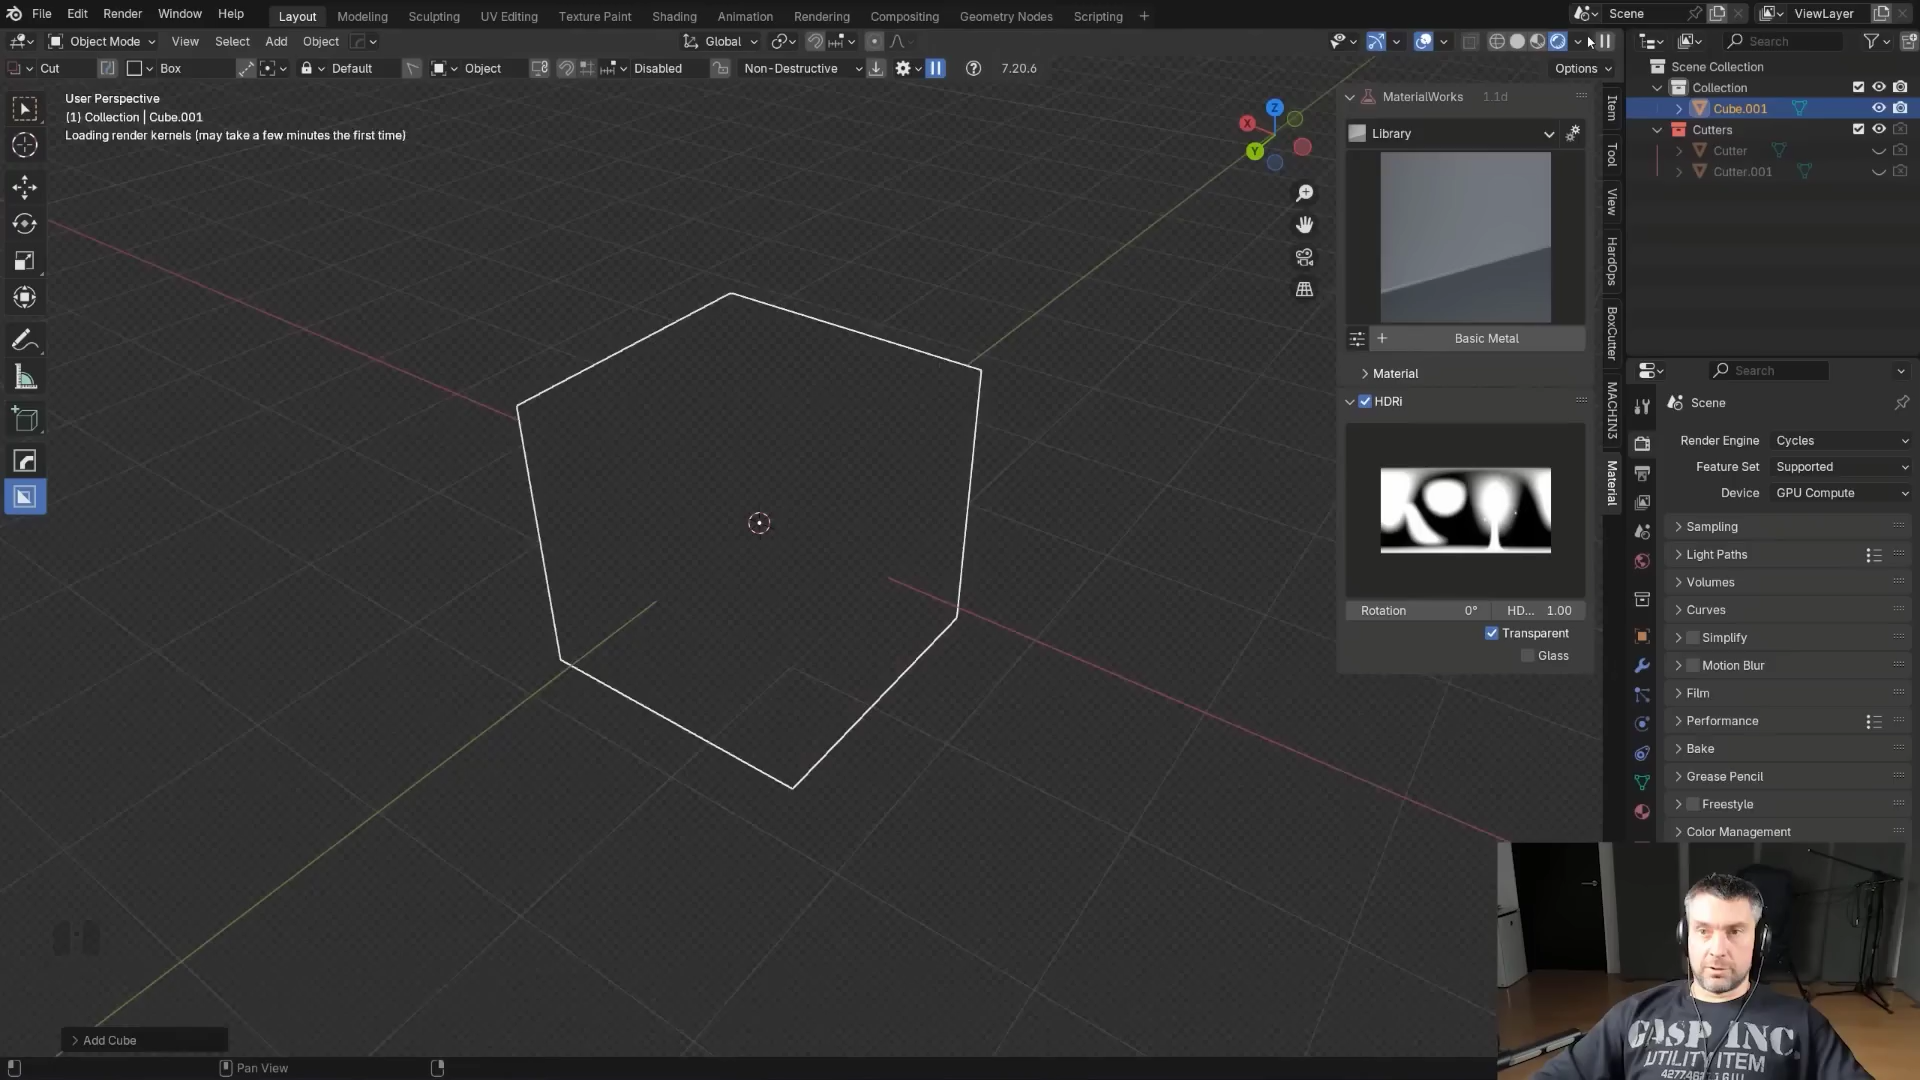 File Edit Render Window Help
Layout Modeling Sculpting UV Editing Texture Paint Shading Animation Rendering Compositing Geometry Nodes Scripting +
Scene
ViewLayer
Object Mode View Select Add Object
Global
Search
Cut Box Default Object Disabled Non-Destructive 7.20.6
Options
User Perspective
(1) Collection | Cube.001
Loading render kernels (may take a few minutes the first time)
Z
X
Y
MaterialWorks 1.1d
Library
Basic Metal
Material
HDRi
Rotation 0° HD... 1.00
Transparent
Glass
Item
Tool
View
HardOps
BoxCutter
MACHIN3
Material
Scene Collection
Collection
Cube.001
Cutters
Cutter
Cutter.001
Search
Scene
Render Engine Cycles
Feature Set Supported
Device GPU Compute
Sampling
Light Paths
Volumes
Curves
Simplify
Motion Blur
Film
Performance
Bake
Grease Pencil
Freestyle
Color Management
Add Cube
Pan View
GASP INC.
UTILITY ITEM